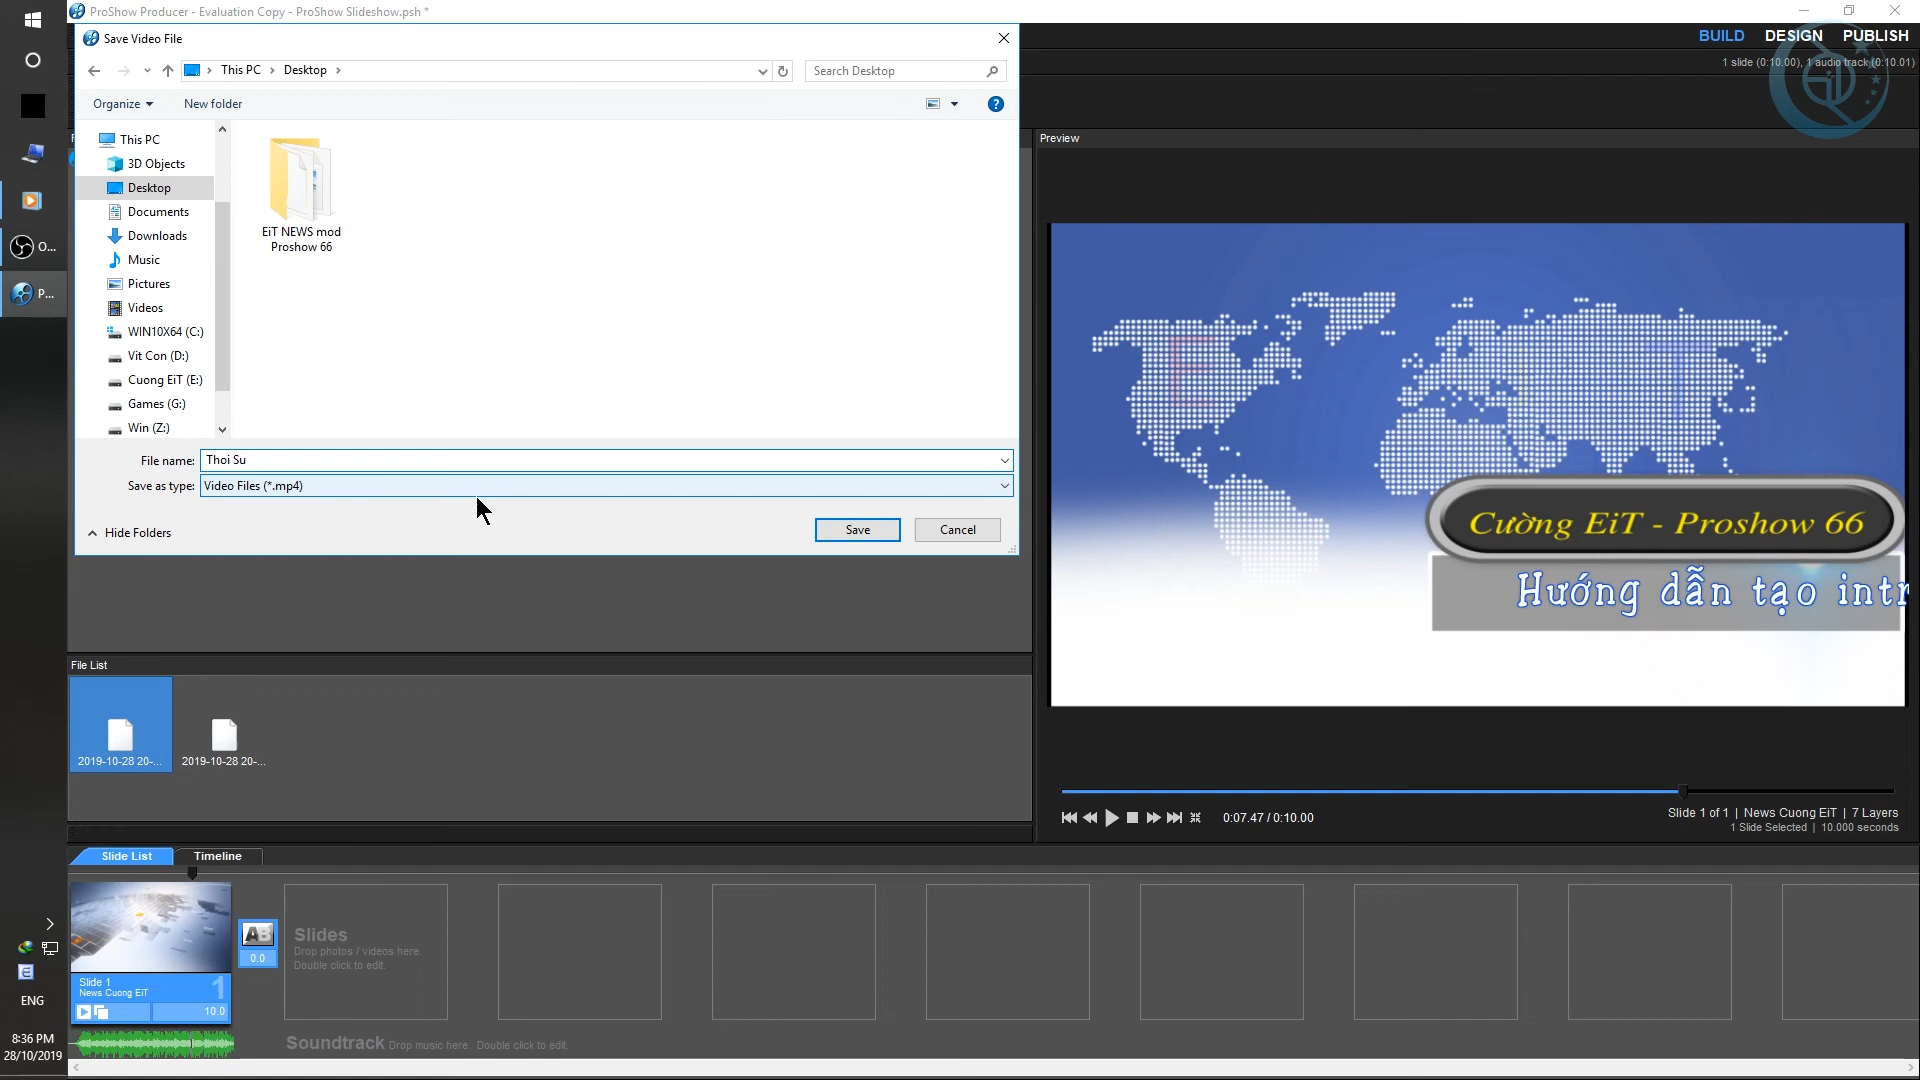 ProShow Producer - Evaluation Copy - ProShow Slideshow.psh *
Save Video File
This PC
Desktop
Search Desktop
Organize
New folder
This PC
3D Objects
Desktop
Documents
Downloads
Music
Pictures
Videos
WIN10X64 (C:)
Vit Con (D:)
Cuong EiT (E:)
Games (G:)
Win (Z:)
EiT NEWS mod
Proshow 66
File name: Thoi Su
Save as type: Video Files (*.mp4)
Hide Folders
Save
Cancel
BUILD DESIGN PUBLISH
1 slide (0:10.00), 1 audio track (0:10.01)
EiT
Preview
E
Cường EiT - Proshow 66
Hướng dẫn tạo intr
0:07.47 / 0:10.00
Slide 1 of 1 | News Cuong EiT | 7 Layers
1 Slide Selected | 10.000 seconds
File List
2019-10-28 20-...
2019-10-28 20-...
Slide List
Timeline
Slide 1
News Cuong EiT
1
10.0
AB
0.0
Slides
Drop photos / videos here.
Double click to edit.
Soundtrack Drop music here. Double click to edit.
O...
P...
ENG
8:36 PM
28/10/2019